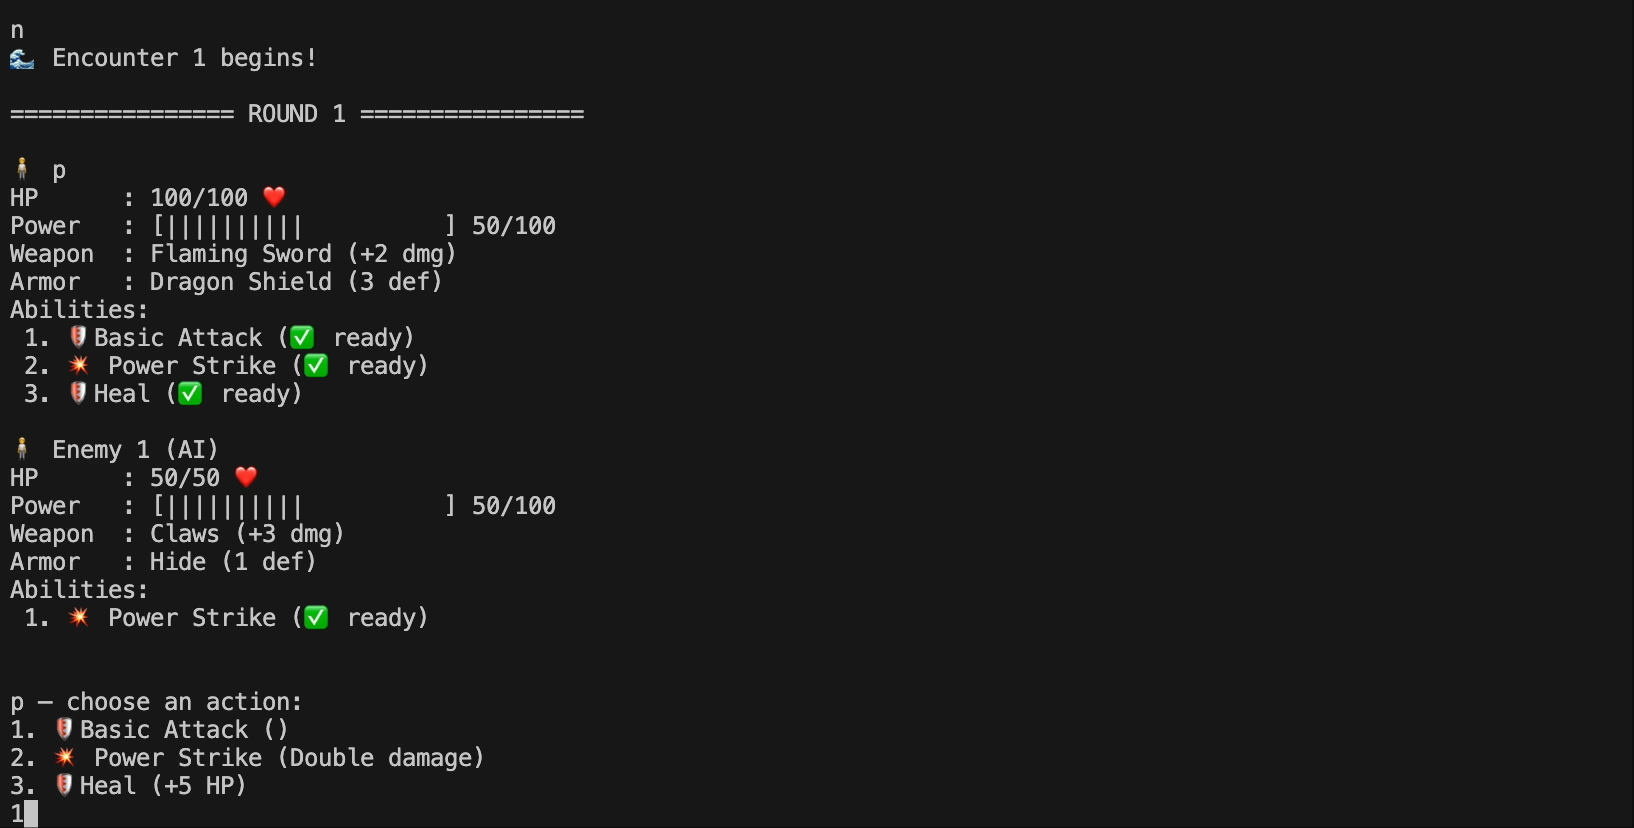 n
🌊 Encounter 1 begins!
================ ROUND 1 ================
🧍 p
HP      : 100/100 ❤️
Power   : [||||||||||          ] 50/100
Weapon  : Flaming Sword (+2 dmg)
Armor   : Dragon Shield (3 def)
Abilities:
 1. 🛡️Basic Attack (✅ ready)
 2. 💥 Power Strike (✅ ready)
 3. 🛡️Heal (✅ ready)
🧍 Enemy 1 (AI)
HP      : 50/50 ❤️
Power   : [||||||||||          ] 50/100
Weapon  : Claws (+3 dmg)
Armor   : Hide (1 def)
Abilities:
 1. 💥 Power Strike (✅ ready)
p — choose an action:
1. 🛡️Basic Attack ()
2. 💥 Power Strike (Double damage)
3. 🛡️Heal (+5 HP)
1